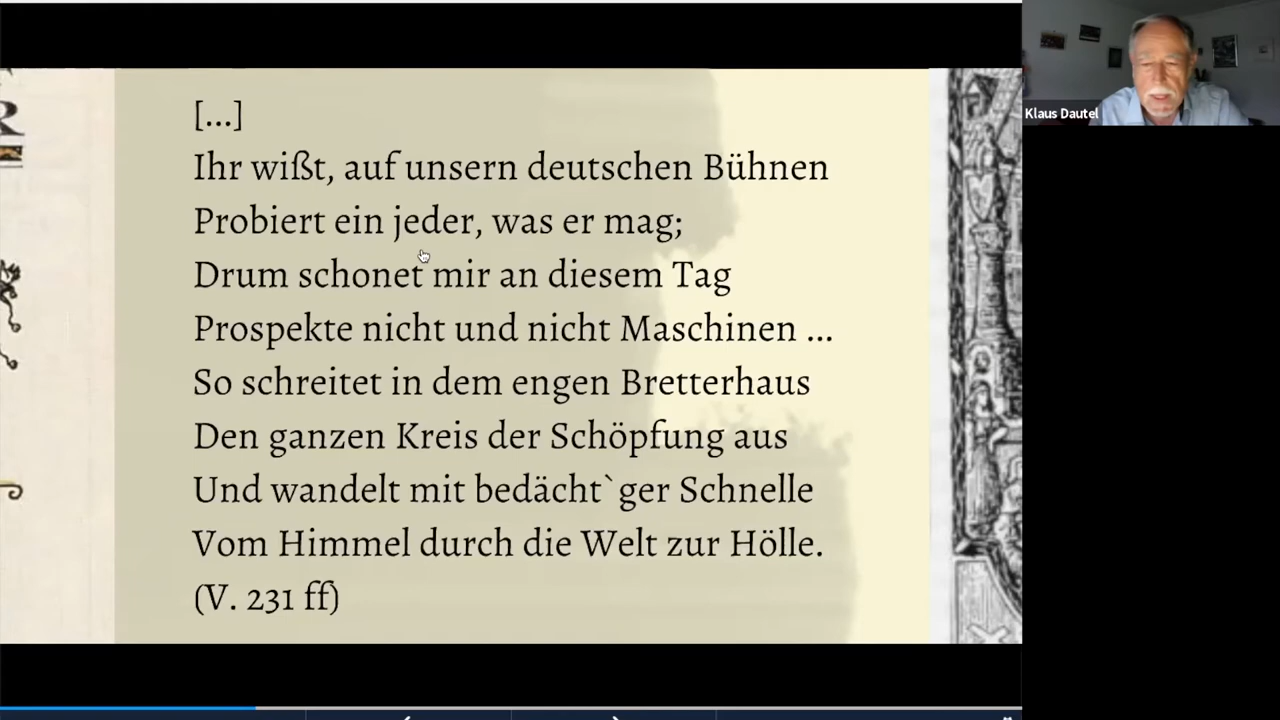 [...]
Ihr wißt, auf unsern deutschen Bühnen
Probiert ein jeder, was er mag;
Drum schonet mir an diesem Tag
Prospekte nicht und nicht Maschinen ...
So schreitet in dem engen Bretterhaus
Den ganzen Kreis der Schöpfung aus
Und wandelt mit bedächt`ger Schnelle
Vom Himmel durch die Welt zur Hölle.
(V. 231 ff)
Klaus Dautel
R